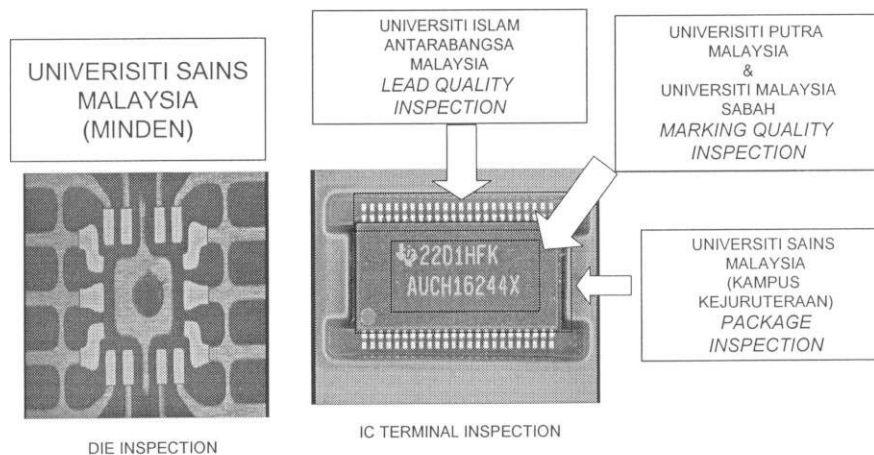 UNIVERISITI SAINS
MALAYSIA
(MINDEN)
UNIVERSITI ISLAM
ANTARABANGSA
MALAYSIA
LEAD QUALITY
INSPECTION
UNIVERISITI PUTRA
MALAYSIA
&
UNIVERSITI MALAYSIA
SABAH
MARKING QUALITY
INSPECTION
22D1HFK
AUCH16244X
UNIVERSITI SAINS
MALAYSIA
(KAMPUS
KEJURUTERAAN)
PACKAGE
INSPECTION
DIE INSPECTION
IC TERMINAL INSPECTION